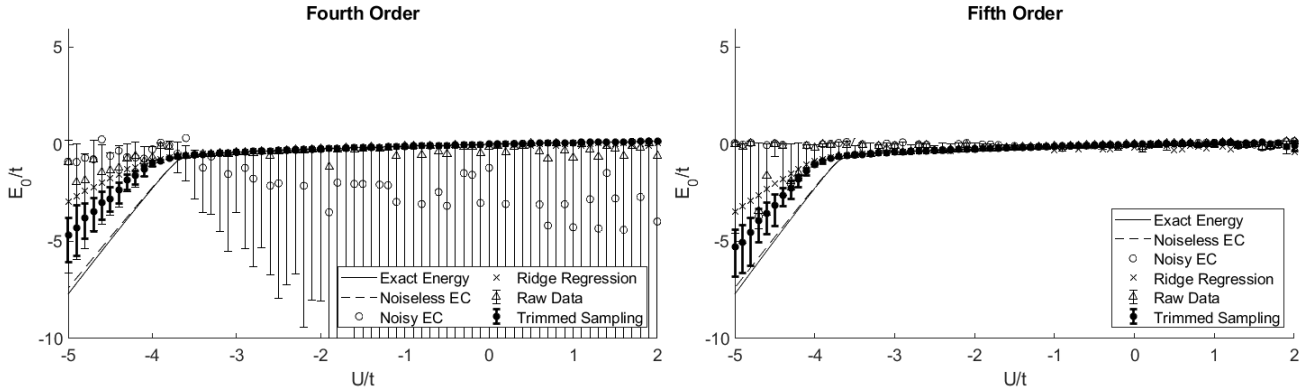 Fourth Order
5
0
-5
-10
E0/t
-5 -4 -3 -2 -1 0 1 2
U/t
Exact Energy
Noiseless EC
Noisy EC
Ridge Regression
Raw Data
Trimmed Sampling
Fifth Order
5
0
-5
-10
E0/t
-5 -4 -3 -2 -1 0 1 2
U/t
Exact Energy
Noiseless EC
Noisy EC
Ridge Regression
Raw Data
Trimmed Sampling